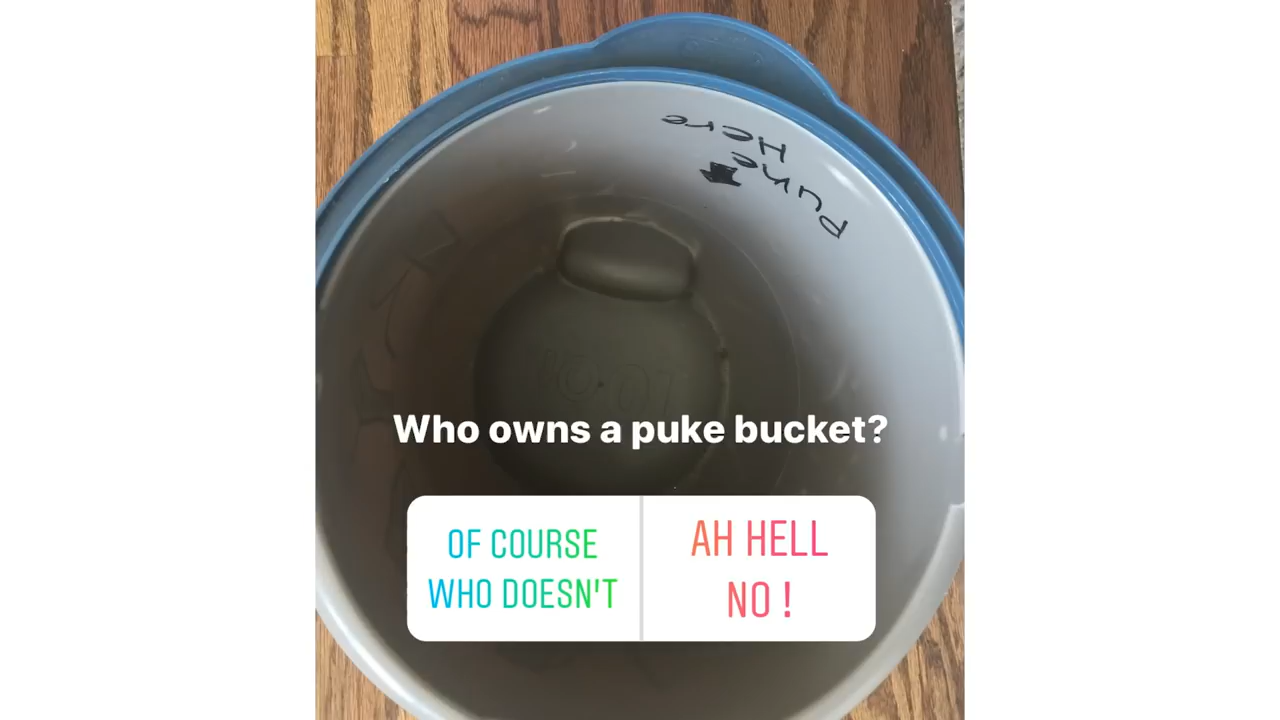 Puke
Here
Who owns a puke bucket?
OF COURSE
WHO DOESN'T
AH HELL
NO !